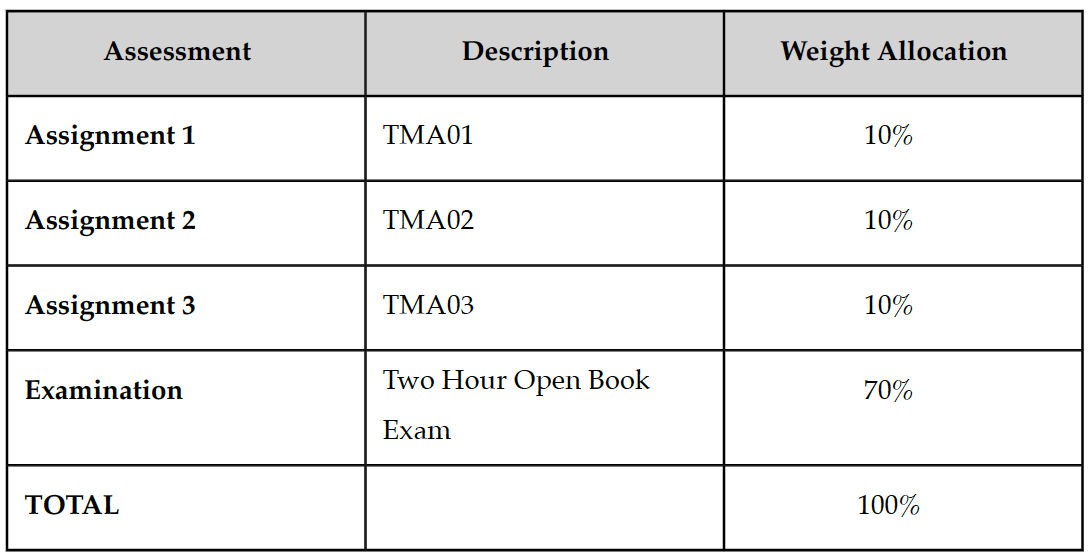 Assessment Description Weight Allocation
Assignment 1 TMA01 10%
Assignment 2 TMA02 10%
Assignment 3 TMA03 10%
Examination Two Hour Open Book Exam 70%
TOTAL 100%